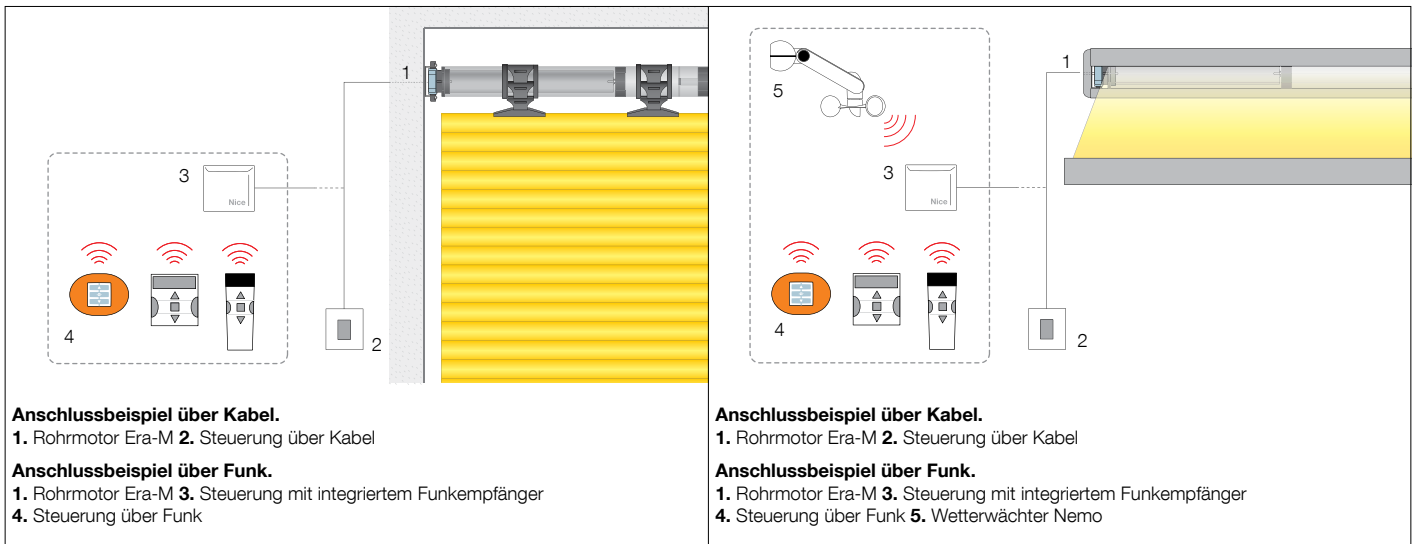 1
3
Nice
4
2
Anschlussbeispiel über Kabel.
1. Rohrmotor Era-M 2. Steuerung über Kabel
Anschlussbeispiel über Funk.
1. Rohrmotor Era-M 3. Steuerung mit integriertem Funkempfänger
4. Steuerung über Funk
5
1
3
Nice
4
2
Anschlussbeispiel über Kabel.
1. Rohrmotor Era-M 2. Steuerung über Kabel
Anschlussbeispiel über Funk.
1. Rohrmotor Era-M 3. Steuerung mit integriertem Funkempfänger
4. Steuerung über Funk 5. Wetterwächter Nemo